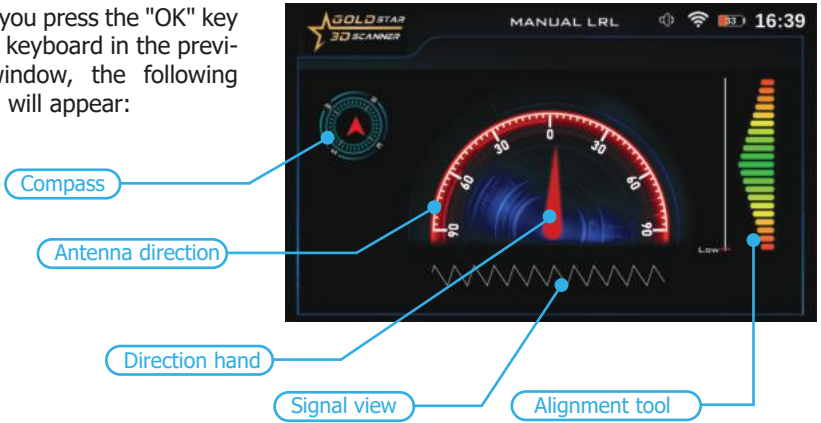 you press the "OK" key
keyboard in the previ-
window, the following
will appear:
GOLD STAR
3D SCANNER
MANUAL LRL
33
16:39
90
60
30
0
30
60
90
Low
Compass
Antenna direction
Direction hand
Signal view
Alignment tool